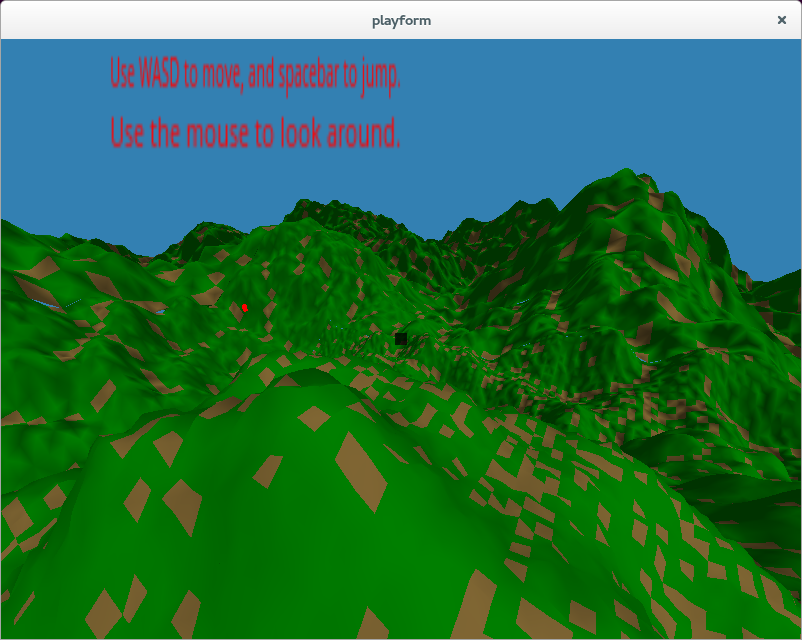 playform
Use WASD to move, and spacebar to jump.
Use the mouse to look around.